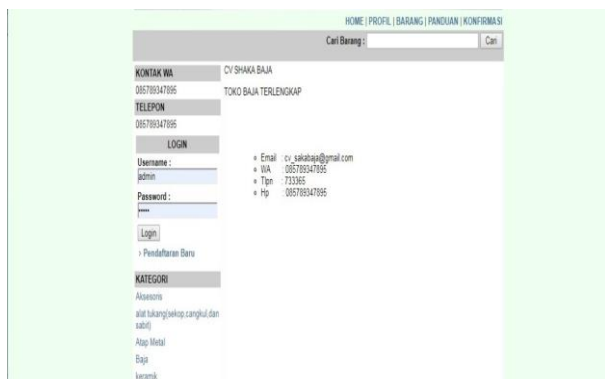 HOME | PROFIL | BARANG | PANDUAN | KONFIRMASI
Cari Barang : Cari
KONTAK WA
085789347895
TELEPON
085789347895
LOGIN
Username :
admin
Password :
•••••
Login
› Pendaftaran Baru
KATEGORI
Aksesoris
alat tukang(sekop,cangkul,dan
sabit)
Atap Metal
Baja
keramik
CV SHAKA BAJA
TOKO BAJA TERLENGKAP
Email : cv_sakabaja@gmail.com
WA : 085789347895
Tlpn : 733365
Hp : 085789347895